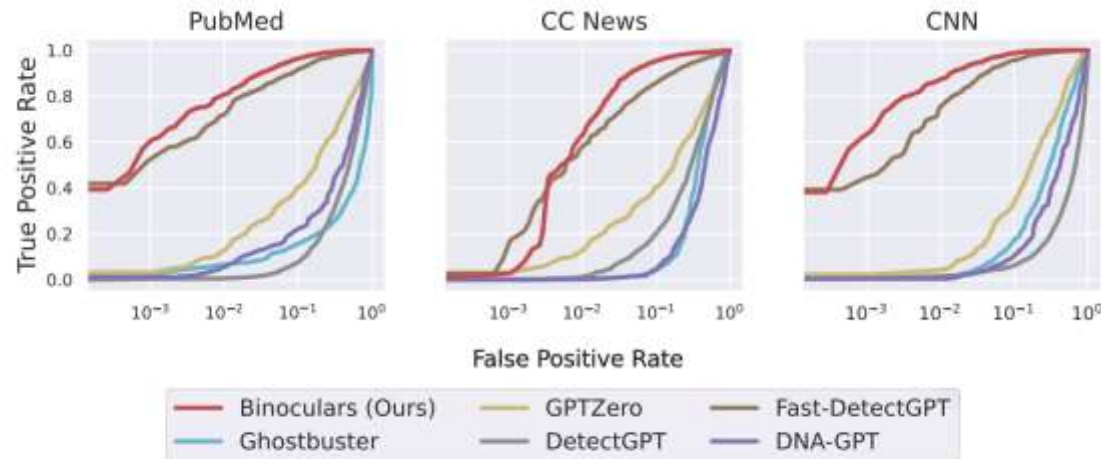 PubMed CC News CNN
True Positive Rate
1.0
0.8
0.6
0.4
0.2
0.0
10⁻³ 10⁻² 10⁻¹ 10⁰ 10⁻³ 10⁻² 10⁻¹ 10⁰ 10⁻³ 10⁻² 10⁻¹ 10⁰
False Positive Rate
Binoculars (Ours) GPTZero Fast-DetectGPT
Ghostbuster DetectGPT DNA-GPT